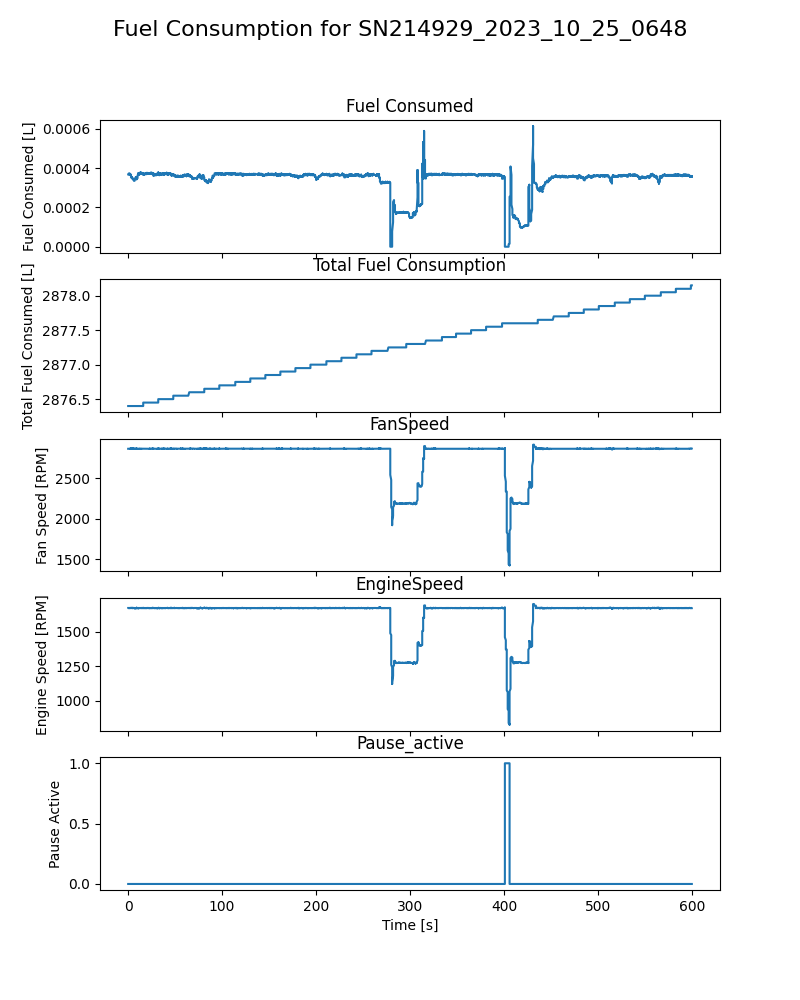 Fuel Consumption for SN214929_2023_10_25_0648
Fuel Consumed
Fuel Consumed [L]
0.0006
0.0004
0.0002
0.0000
Total Fuel Consumption
Total Fuel Consumed [L]
2878.0
2877.5
2877.0
2876.5
FanSpeed
Fan Speed [RPM]
2500
2000
1500
EngineSpeed
Engine Speed [RPM]
1500
1250
1000
Pause_active
Pause Active
1.0
0.5
0.0
0 100 200 300 400 500 600
Time [s]